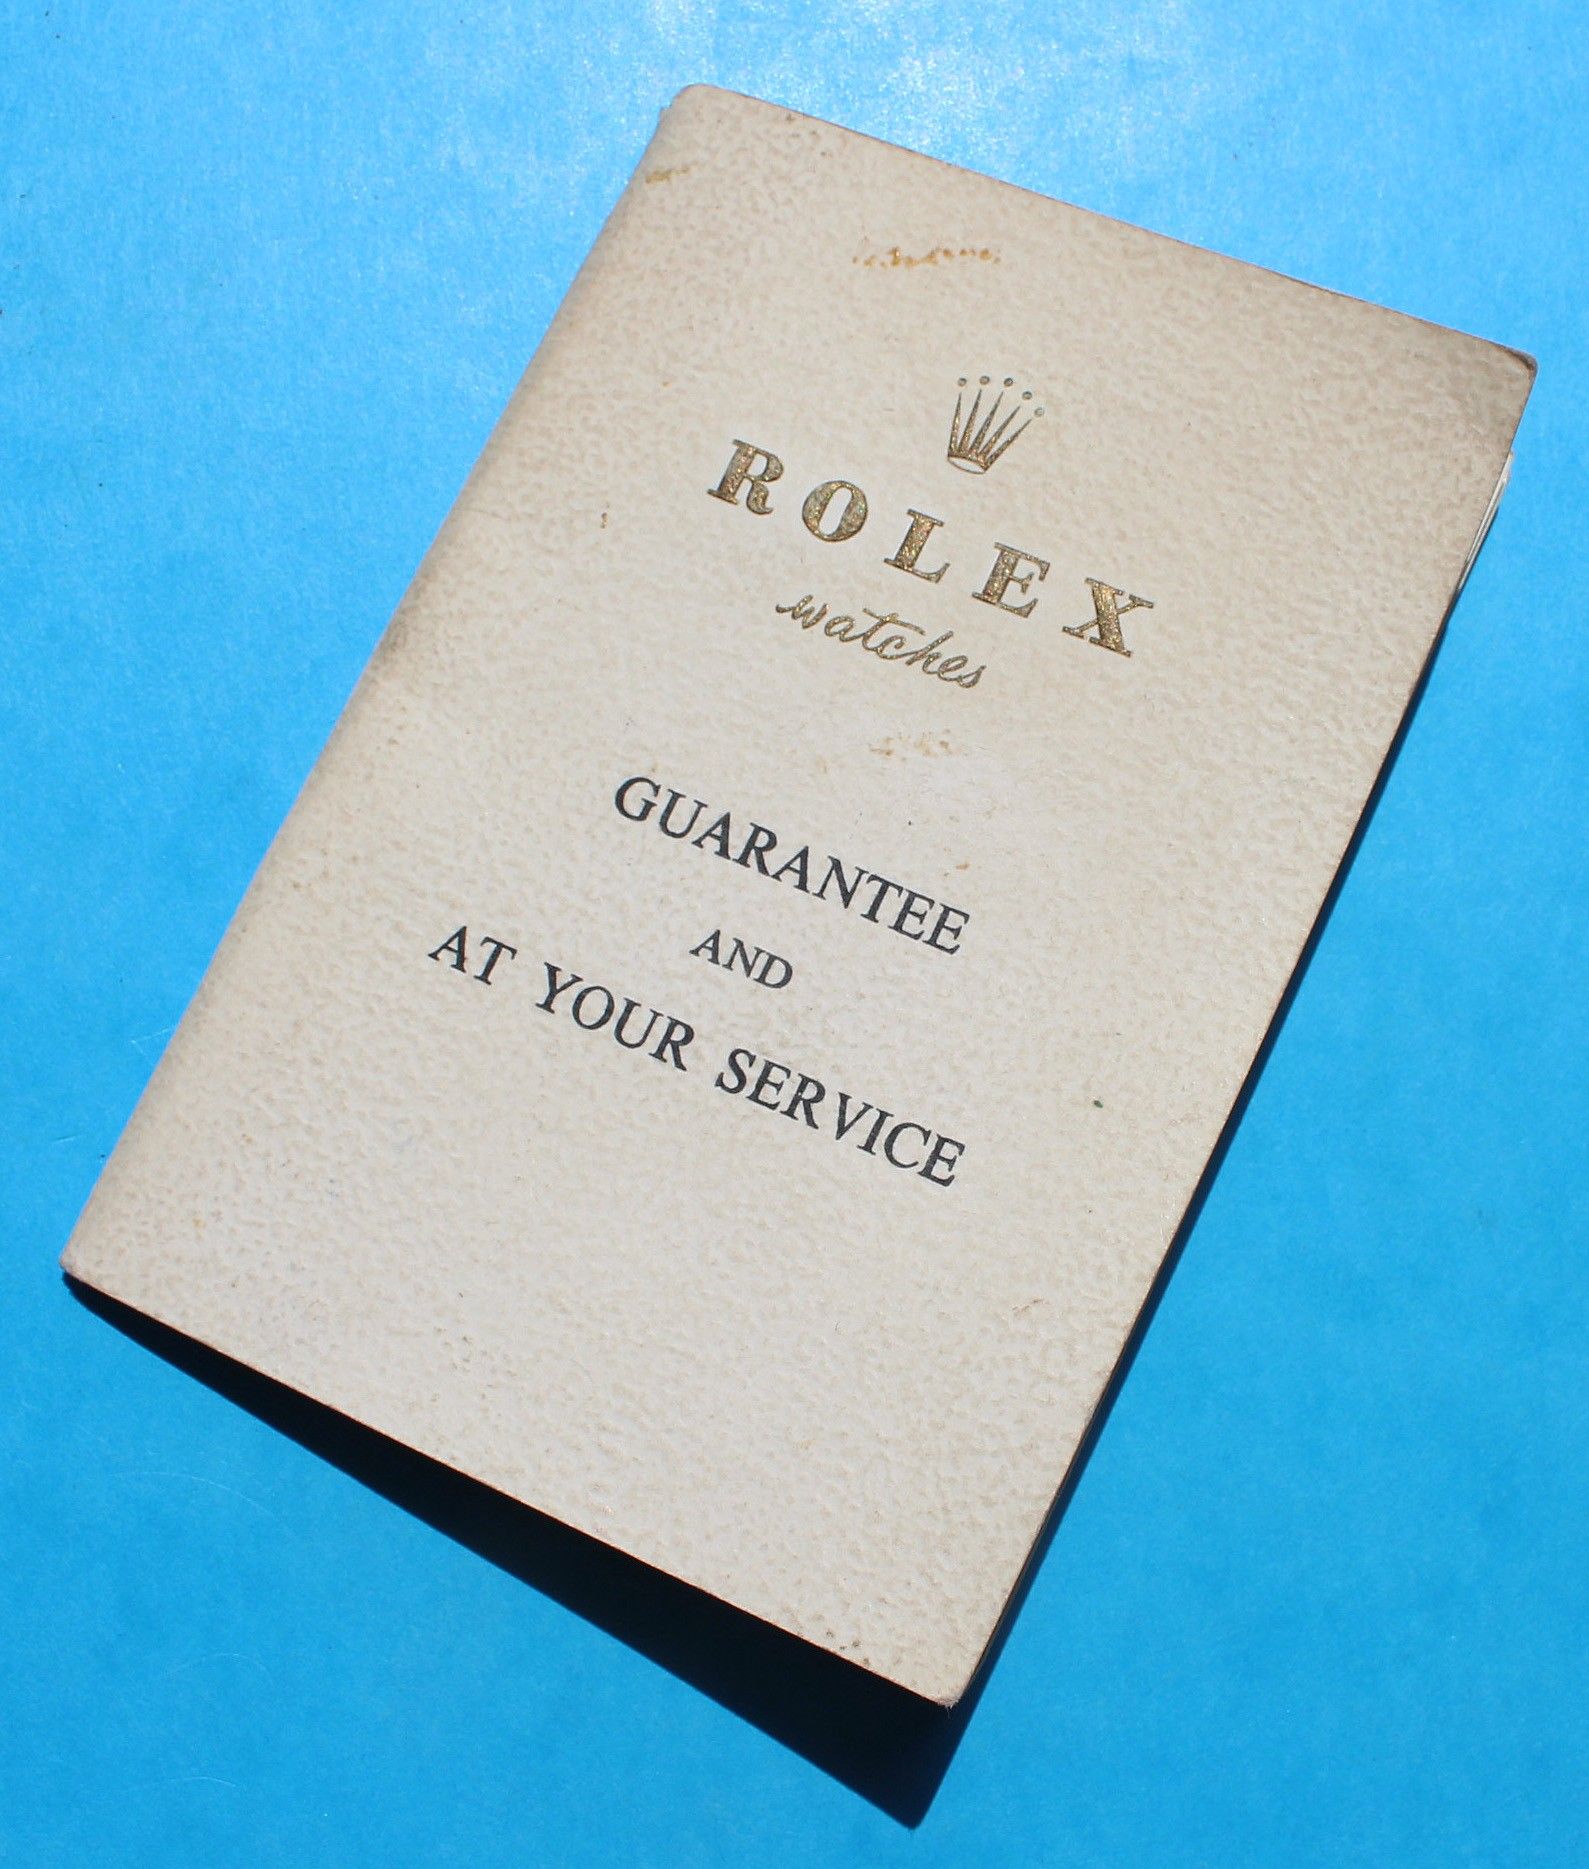 ROLEX
watches
GUARANTEE
AND
AT YOUR SERVICE